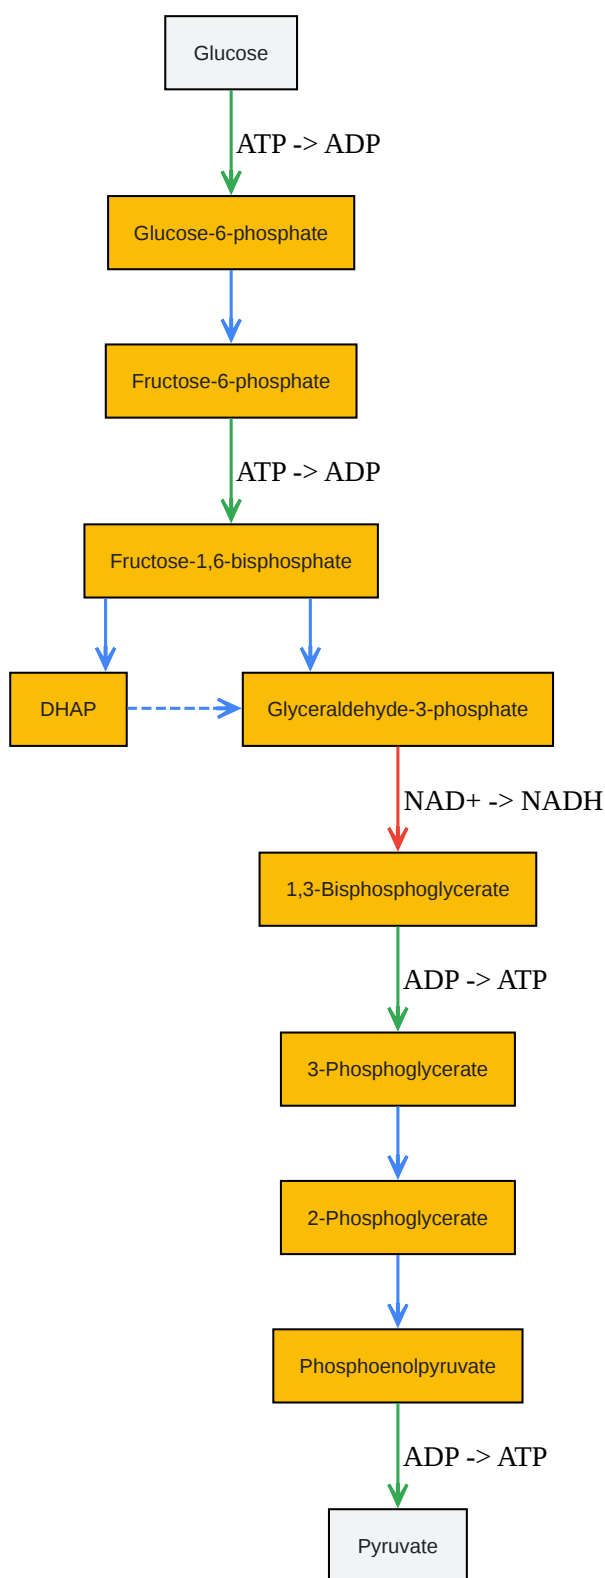 Glucose
ATP -> ADP
Glucose-6-phosphate
Fructose-6-phosphate
ATP -> ADP
Fructose-1,6-bisphosphate
DHAP
Glyceraldehyde-3-phosphate
NAD+ -> NADH
1,3-Bisphosphoglycerate
ADP -> ATP
3-Phosphoglycerate
2-Phosphoglycerate
Phosphoenolpyruvate
ADP -> ATP
Pyruvate